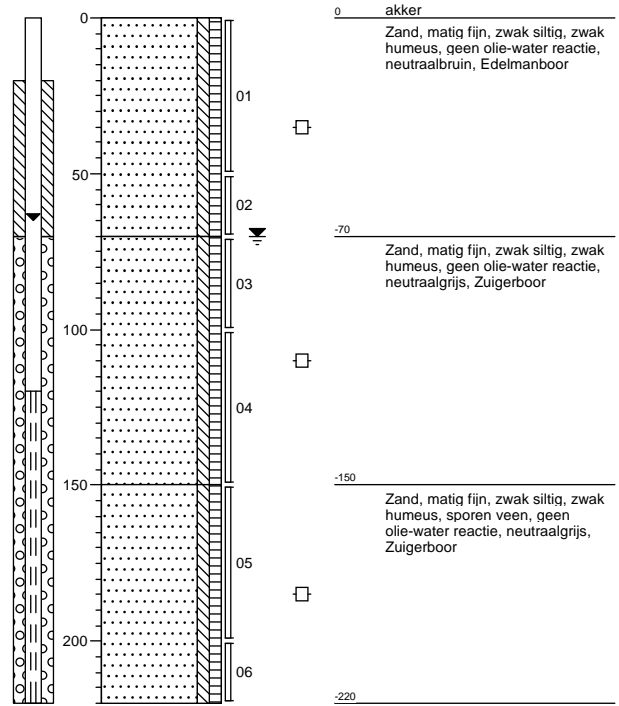 0
50
100
150
200
01
02
03
04
05
06
0
akker
Zand, matig fijn, zwak siltig, zwak
humeus, geen olie-water reactie,
neutraalbruin, Edelmanboor
-70
Zand, matig fijn, zwak siltig, zwak
humeus, geen olie-water reactie,
neutraalgrijs, Zuigerboor
-150
Zand, matig fijn, zwak siltig, zwak
humeus, sporen veen, geen
olie-water reactie, neutraalgrijs,
Zuigerboor
-220